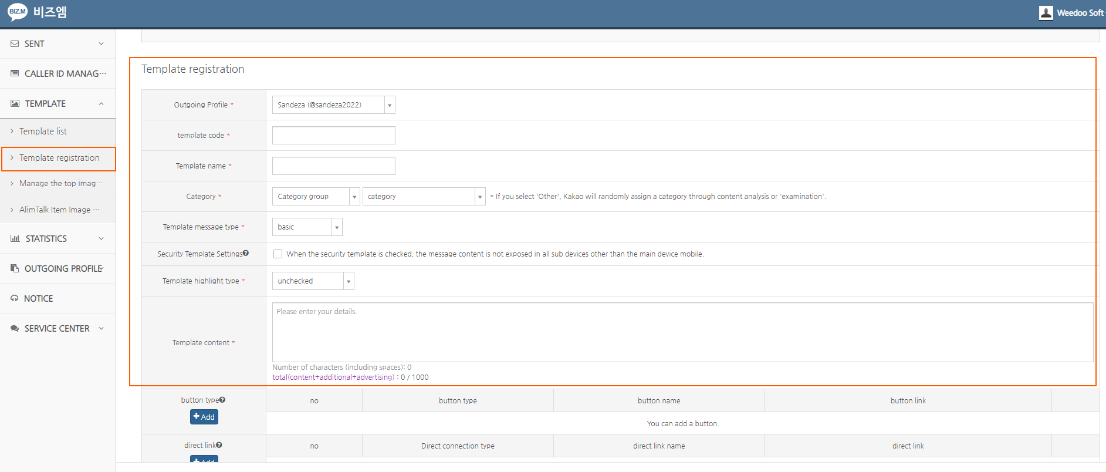 BIZ.M 비즈엠
Weedoo Soft
SENT
CALLER ID MANAG···
TEMPLATE
Template list
Template registration
Manage the top imag ···
AlimTalk Item Image ···
STATISTICS
OUTGOING PROFILE
NOTICE
SERVICE CENTER
Template registration
Outgoing Profile *
Sandeza (@sandeza2022)
template code *
Template name *
Category *
Category group
category
* If you select 'Other', Kakao will randomly assign a category through content analysis or 'examination'.
Template message type *
basic
Security Template Settings
When the security template is checked, the message content is not exposed in all sub devices other than the main device mobile.
Template highlight type *
unchecked
Template content *
Please enter your details.
Number of characters (including spaces): 0
total(content+additional+advertising) : 0 / 1000
button type
+ Add
no
button type
button name
button link
You can add a button.
direct link
+ Add
no
Direct connection type
direct link name
direct link